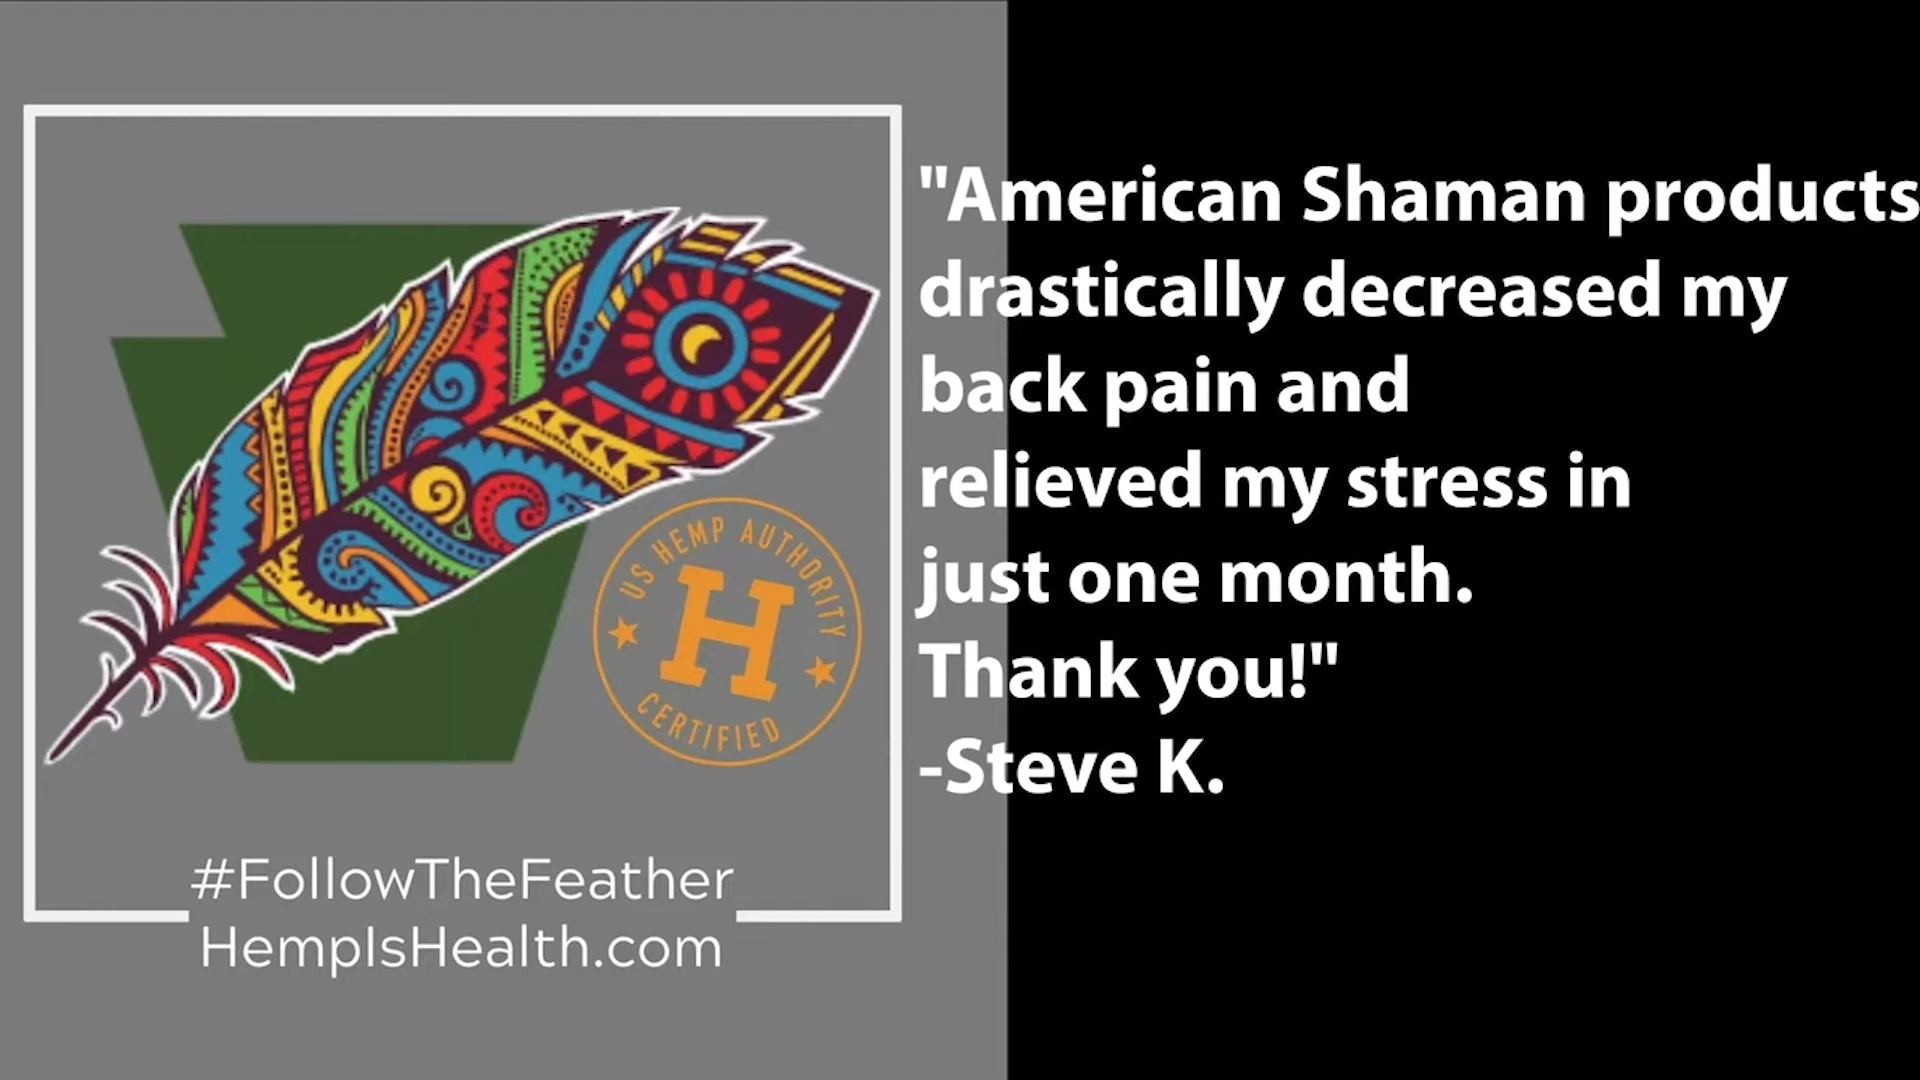 US HEMP AUTHORITY
H
CERTIFIED
#FollowTheFeather
HempIsHealth.com
"American Shaman products
drastically decreased my
back pain and
relieved my stress in
just one month.
Thank you!"
-Steve K.